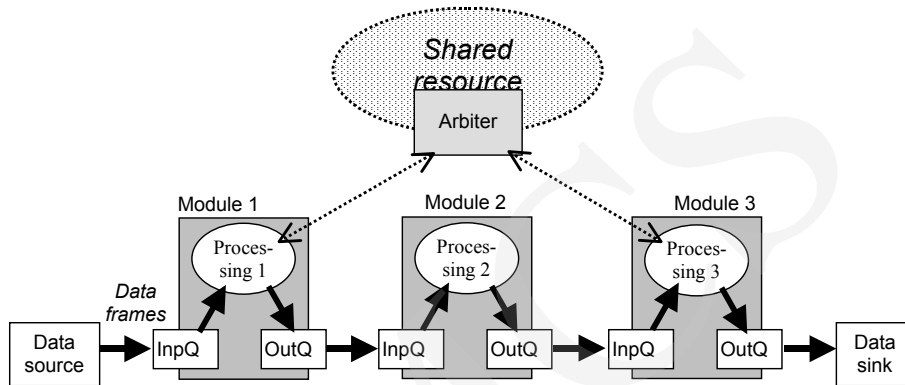 Shared
resource
Arbiter
Module 1
Module 2
Module 3
Proces-
sing 1
Proces-
sing 2
Proces-
sing 3
Data
frames
Data
source
InpQ
OutQ
InpQ
OutQ
InpQ
OutQ
Data
sink